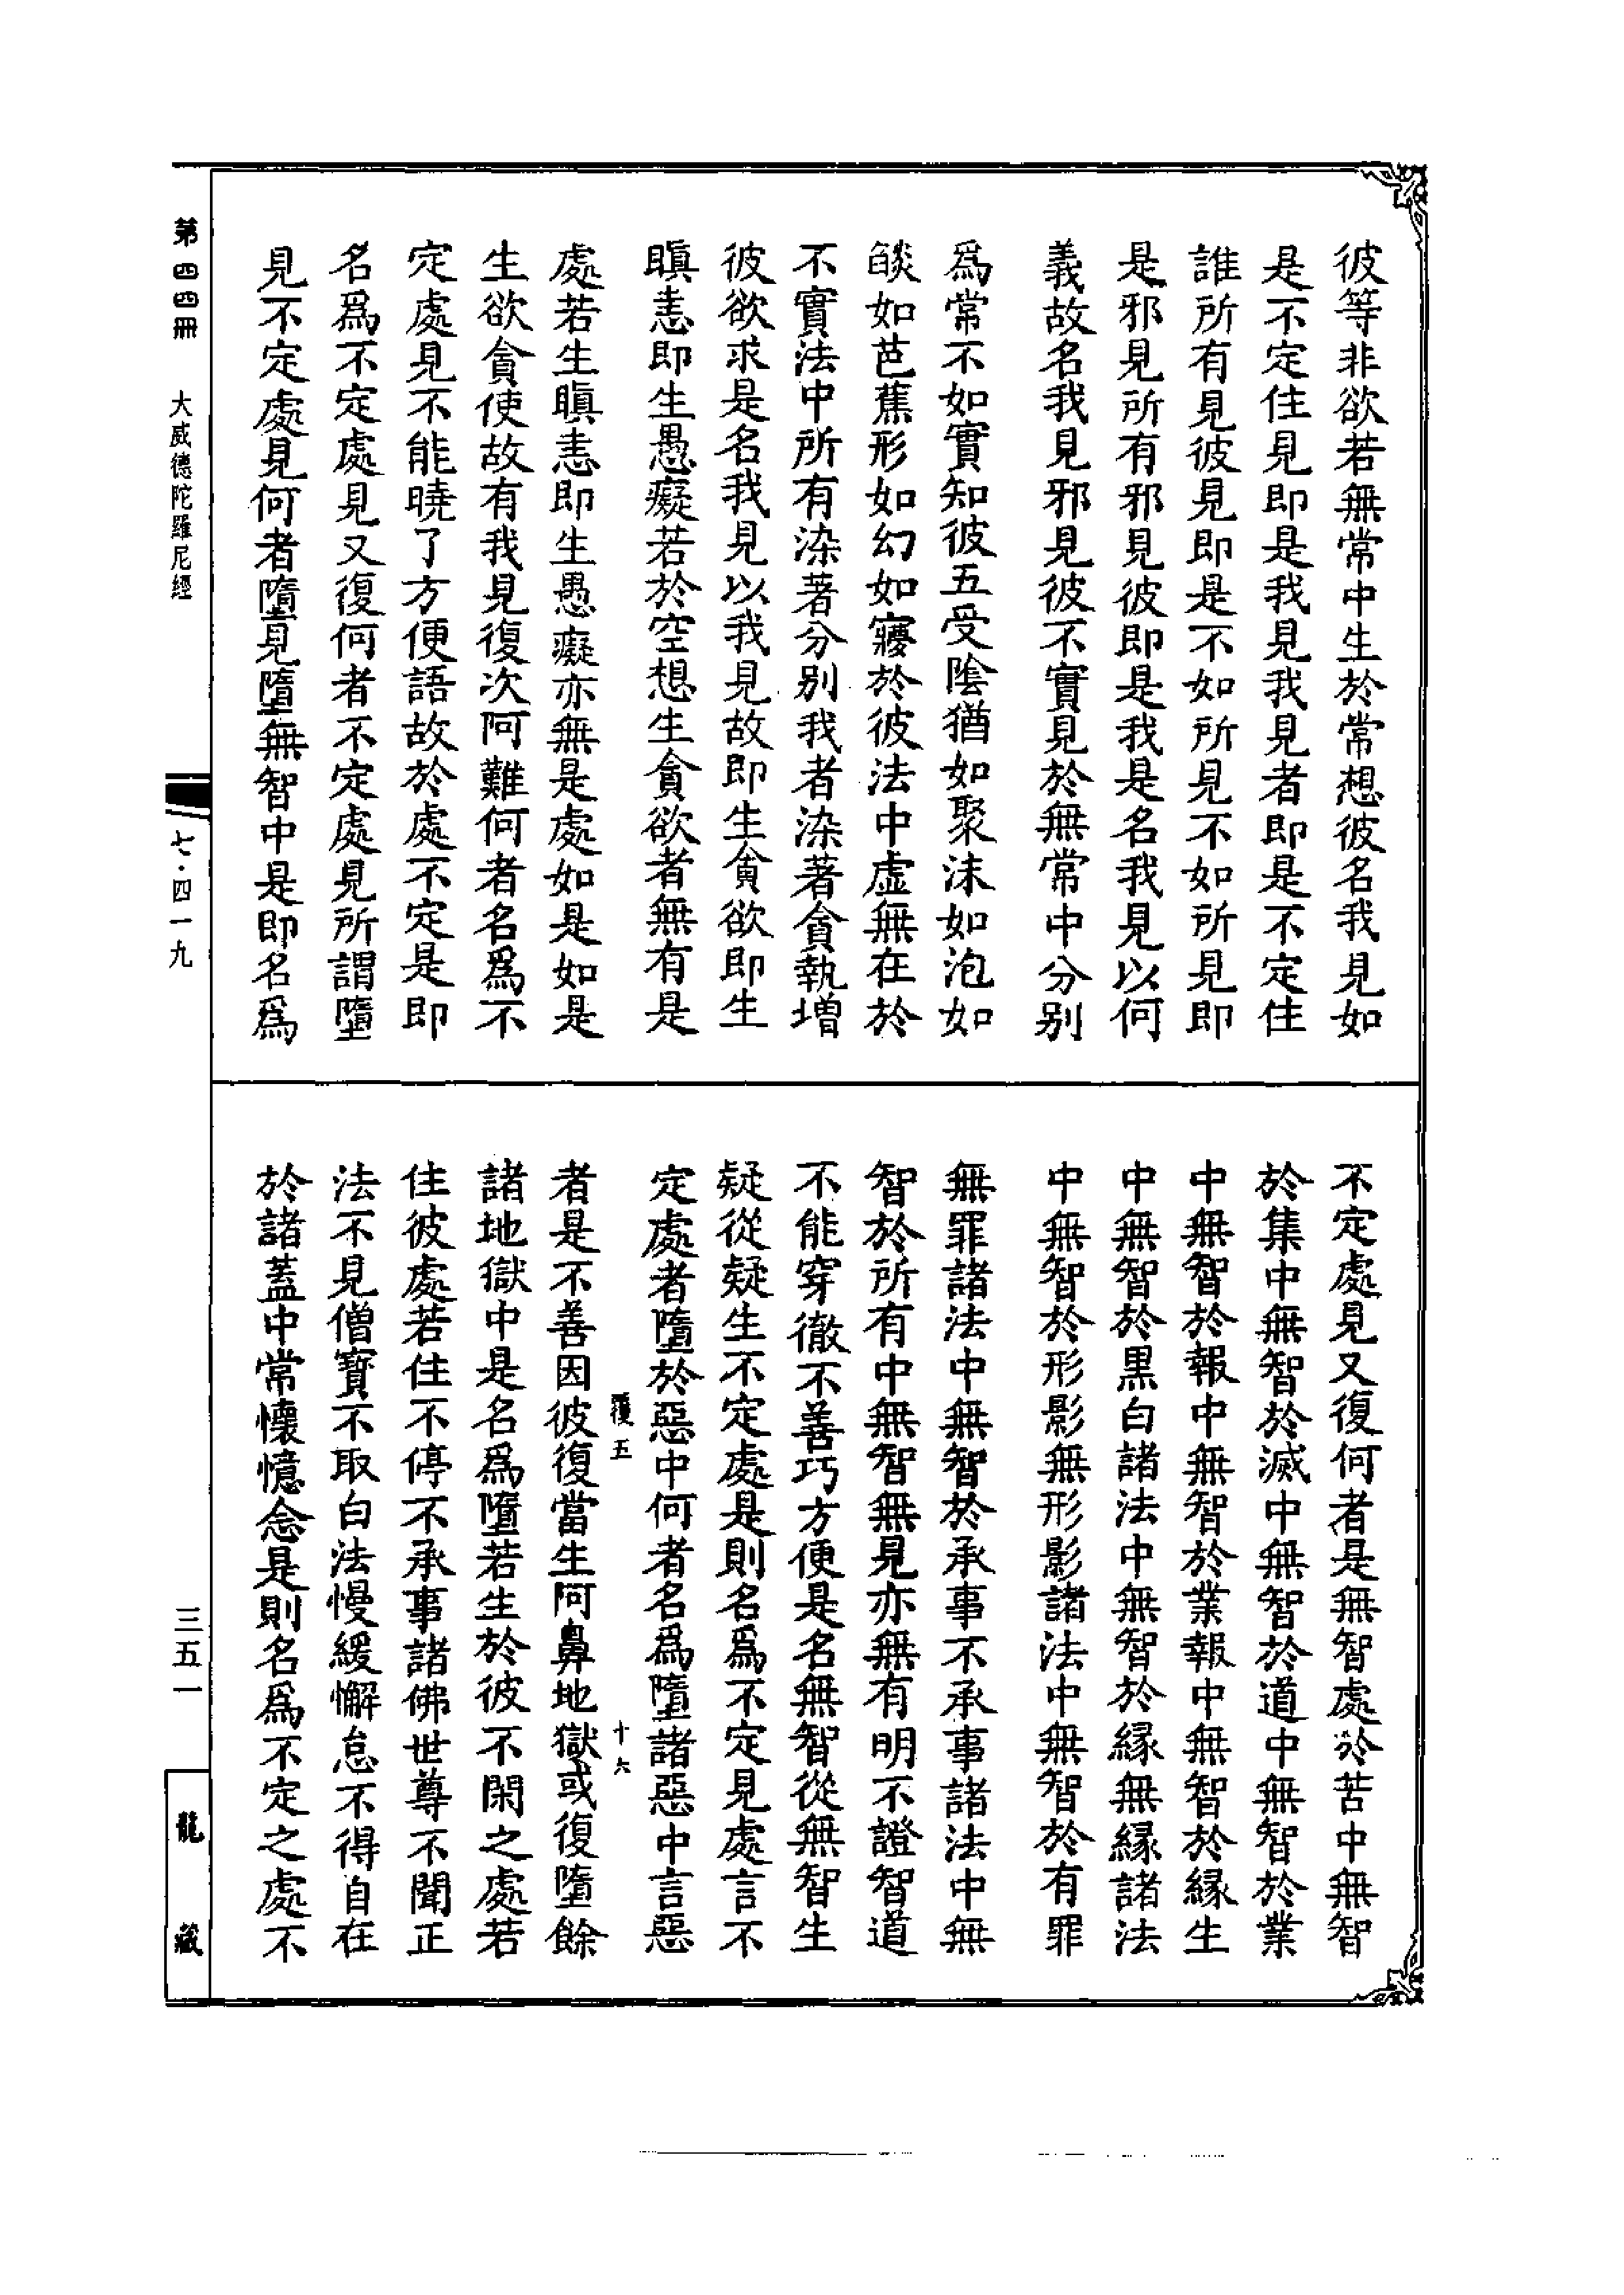 彼等非欲若無常中生於常想彼名我見如
是不定住見即是我見我見者即是不定住
誰所有見彼見即是不如所見不如所見即
是邪見所有邪見彼即是我是名我見以何
義故名我見邪見彼不實見於無常中分別
爲常不如實知彼五受陰猶如聚沫如泡如
燄如芭蕉形如幻如寱於彼法中虛無在於
不實法中所有染著分別我者染著貪執增
彼欲求是名我見以我見故即生貪欲即生
瞋恚即生愚癡若於空想生貪欲者無有是
處若生瞋恚即生愚癡亦無是處如是如是
生欲貪使故有我見復次阿難何者名爲不
定處見不能曉了方便語故於處不定是即
名爲不定處見又復何者不定處見所謂墮
見不定處見何者墮見墮無智中是即名爲
不定處見又復何者是無智處於苦中無智
於集中無智於滅中無智於道中無智於業
中無智於報中無智於業報中無智於緣生
中無智於黑白諸法中無智於緣無緣諸法
中無智於形影無形影諸法中無智於有罪
無罪諸法中無智於承事不承事諸法中無
智於所有中無智無見亦無有明不證智道
不能穿徹不善巧方便是名無智從無智生
疑從疑生不定處是則名爲不定見處言不
定處者墮於惡中何者名爲墮諸惡中言惡
覆五 十六
者是不善因彼復當生阿鼻地獄或復墮餘
諸地獄中是名爲墮若生於彼不閑之處若
住彼處若住不停不承事諸佛世尊不聞正
法不見僧寶不取白法慢緩懈怠不得自在
於諸蓋中常懷憶念是則名爲不定之處不
第四四冊 大威德陀羅尼經
七·四一九
三五一
龍藏